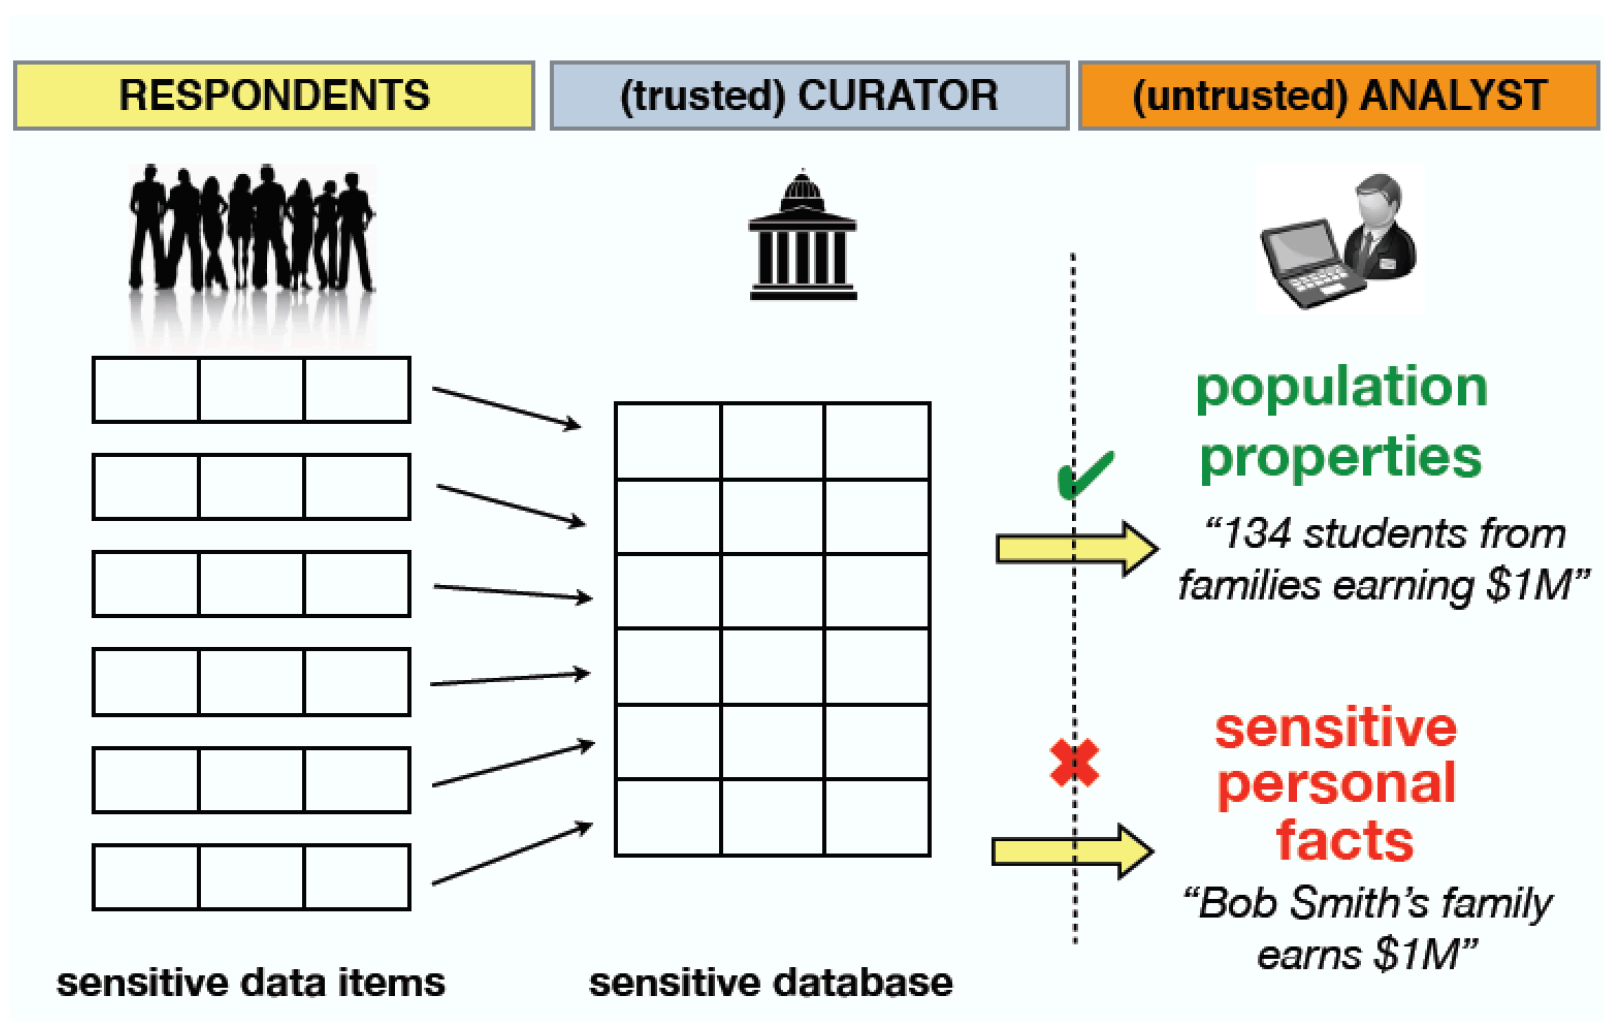 RESPONDENTS
(trusted) CURATOR
(untrusted) ANALYST
population
properties
“134 students from
families earning $1M”
sensitive
personal
facts
“Bob Smith’s family
earns $1M”
sensitive data items
sensitive database